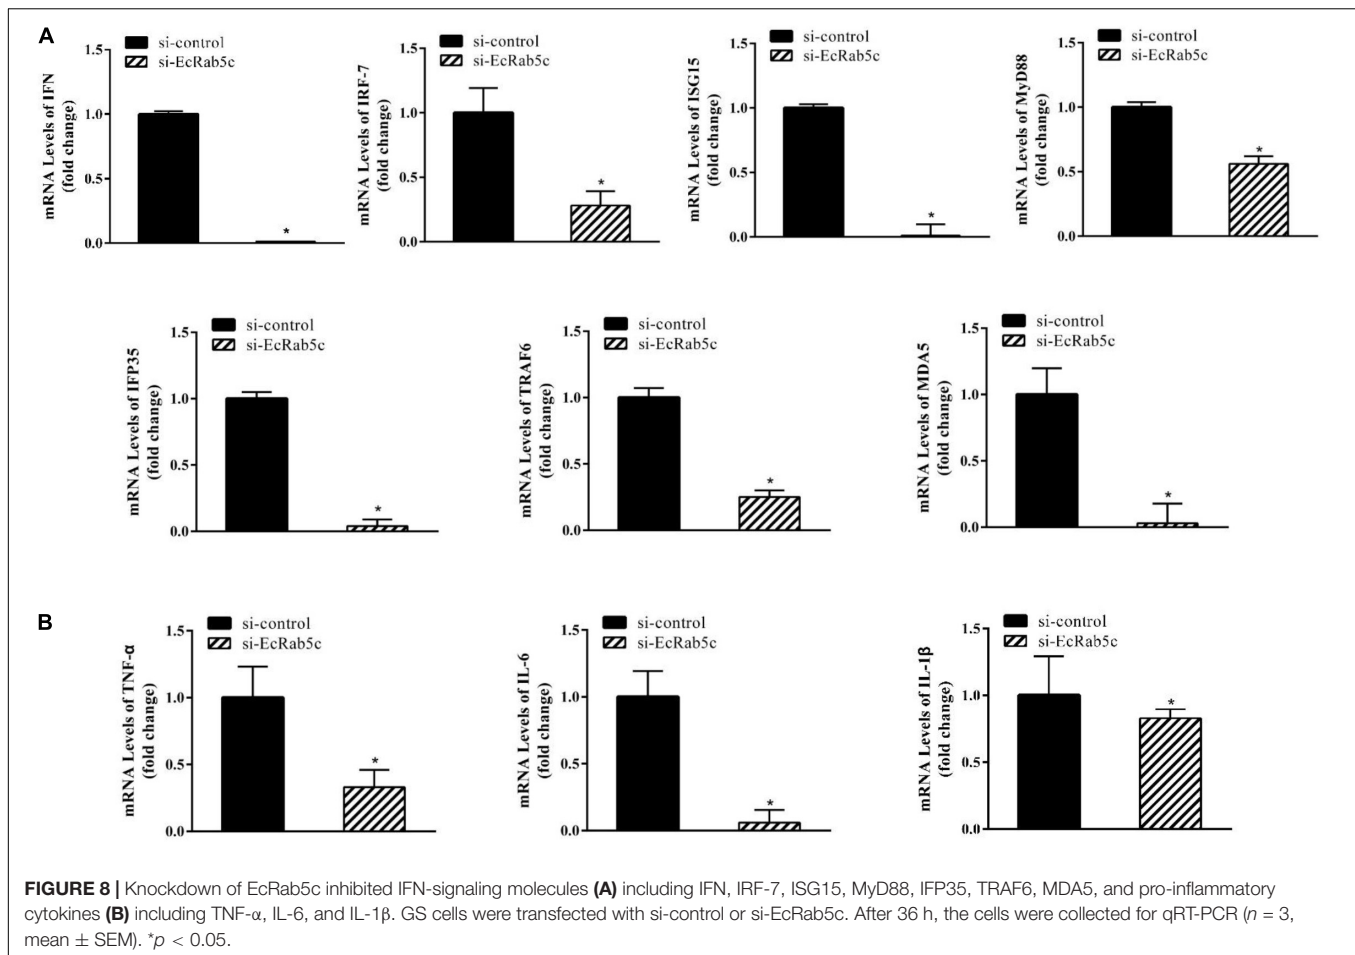 A
si-control
si-EcRab5c
mRNA Levels of IFN
(fold change)
1.5
1.0
0.5
0.0
*
si-control
si-EcRab5c
mRNA Levels of IRF-7
(fold change)
1.5
1.0
0.5
0.0
*
si-control
si-EcRab5c
mRNA Levels of ISG15
(fold change)
1.5
1.0
0.5
0.0
*
si-control
si-EcRab5c
mRNA Levels of MyD88
(fold change)
1.5
1.0
0.5
0.0
*
si-control
si-EcRab5c
mRNA Levels of IFP35
(fold change)
1.5
1.0
0.5
0.0
*
si-control
si-EcRab5c
mRNA Levels of TRAF6
(fold change)
1.5
1.0
0.5
0.0
*
si-control
si-EcRab5c
mRNA Levels of MDA5
(fold change)
1.5
1.0
0.5
0.0
*
B
si-control
si-EcRab5c
mRNA Levels of TNF-α
(fold change)
1.5
1.0
0.5
0.0
*
si-control
si-EcRab5c
mRNA Levels of IL-6
(fold change)
1.5
1.0
0.5
0.0
*
si-control
si-EcRab5c
mRNA Levels of IL-1β
(fold change)
1.5
1.0
0.5
0.0
*
FIGURE 8 | Knockdown of EcRab5c inhibited IFN-signaling molecules (A) including IFN, IRF-7, ISG15, MyD88, IFP35, TRAF6, MDA5, and pro-inflammatory
cytokines (B) including TNF-α, IL-6, and IL-1β. GS cells were transfected with si-control or si-EcRab5c. After 36 h, the cells were collected for qRT-PCR (n = 3,
mean ± SEM). *p < 0.05.